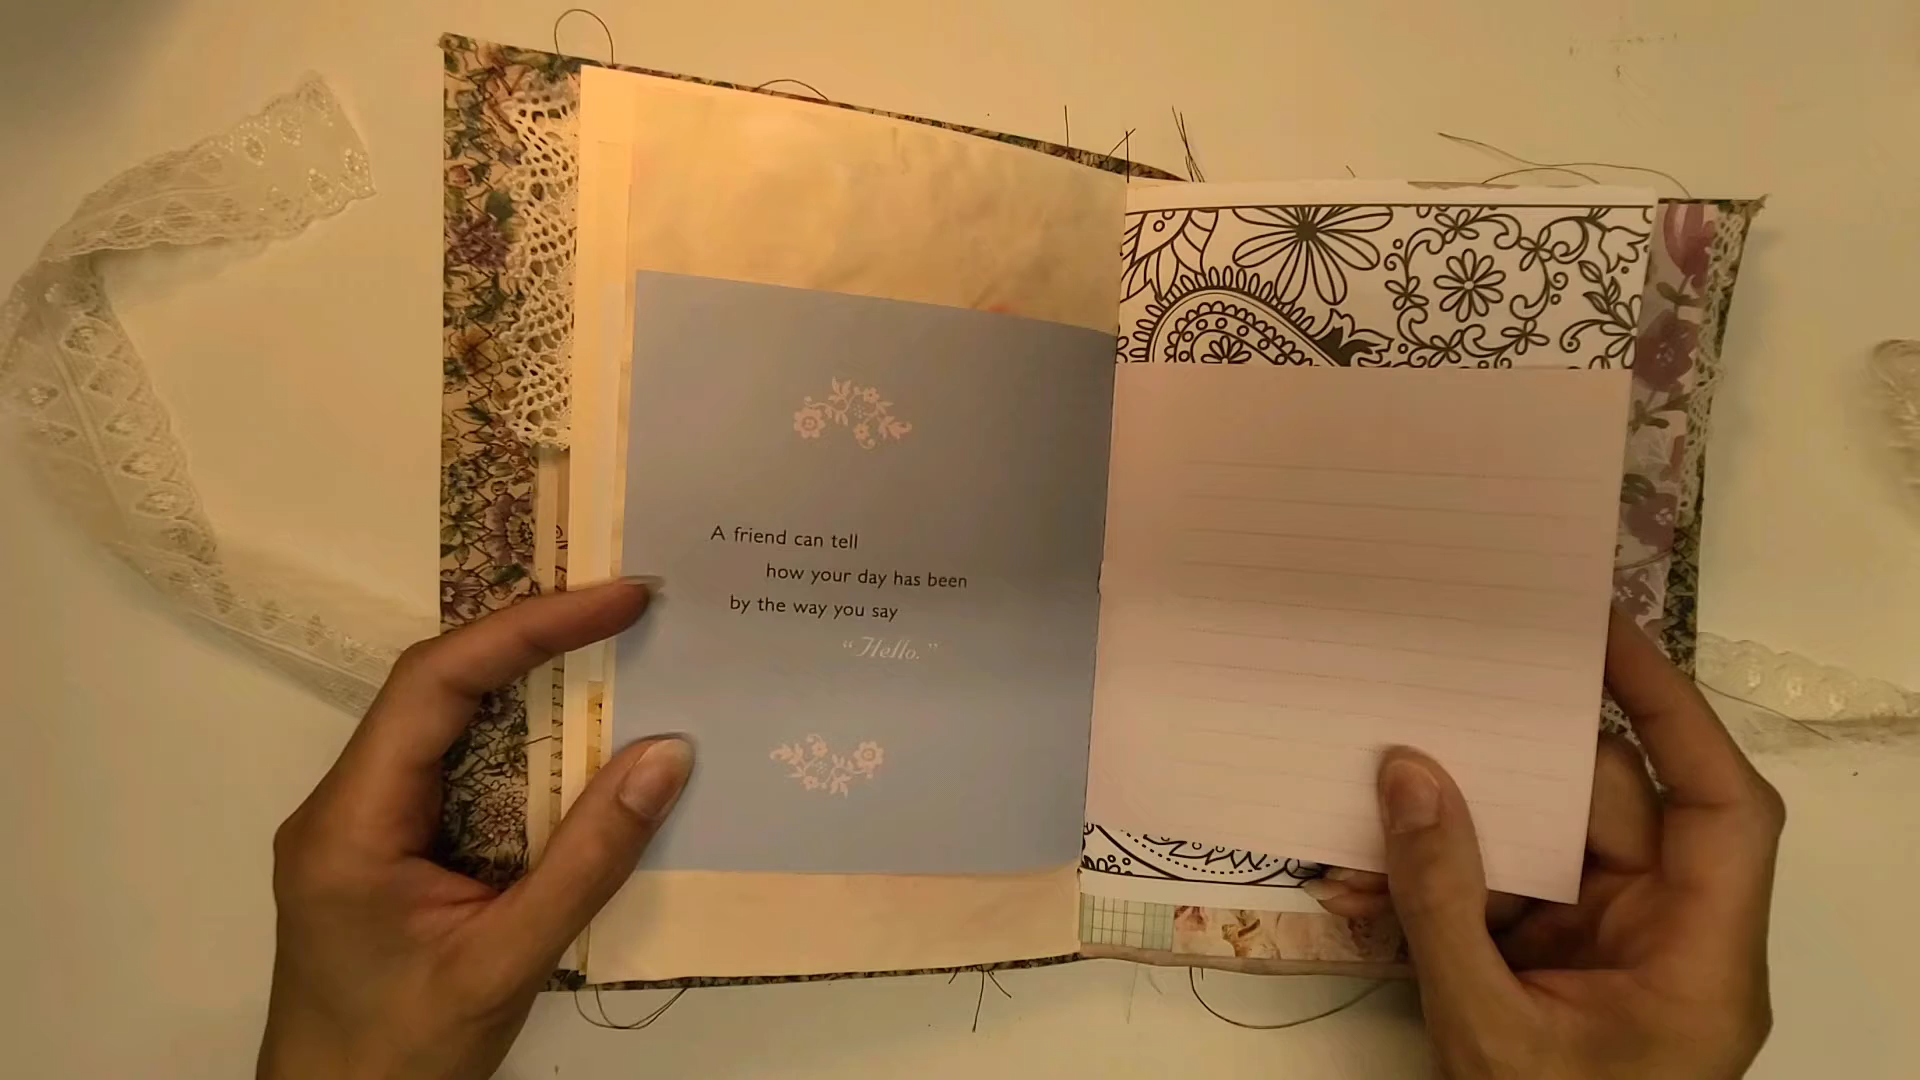 A friend can tell
how your day has been
by the way you say
“Hello.”